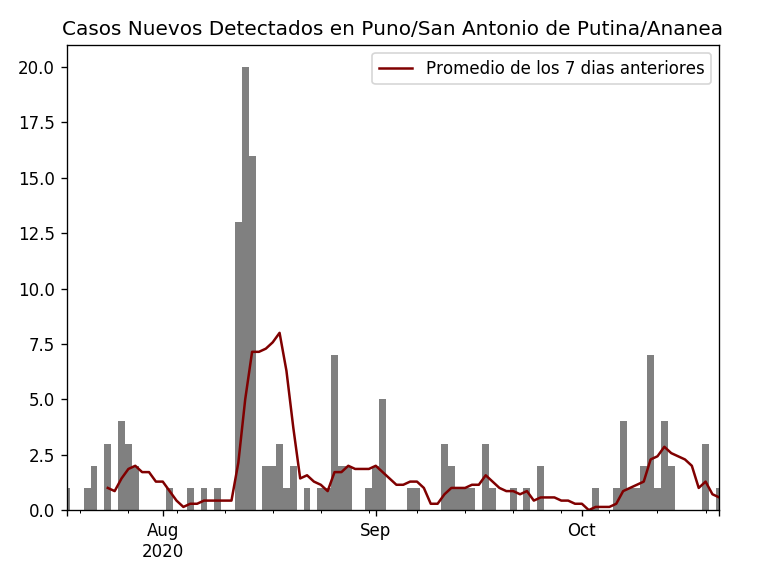 Casos Nuevos Detectados en Puno/San Antonio de Putina/Ananea
Promedio de los 7 dias anteriores
20.0
17.5
15.0
12.5
10.0
7.5
5.0
2.5
0.0
Aug
2020
Sep
Oct